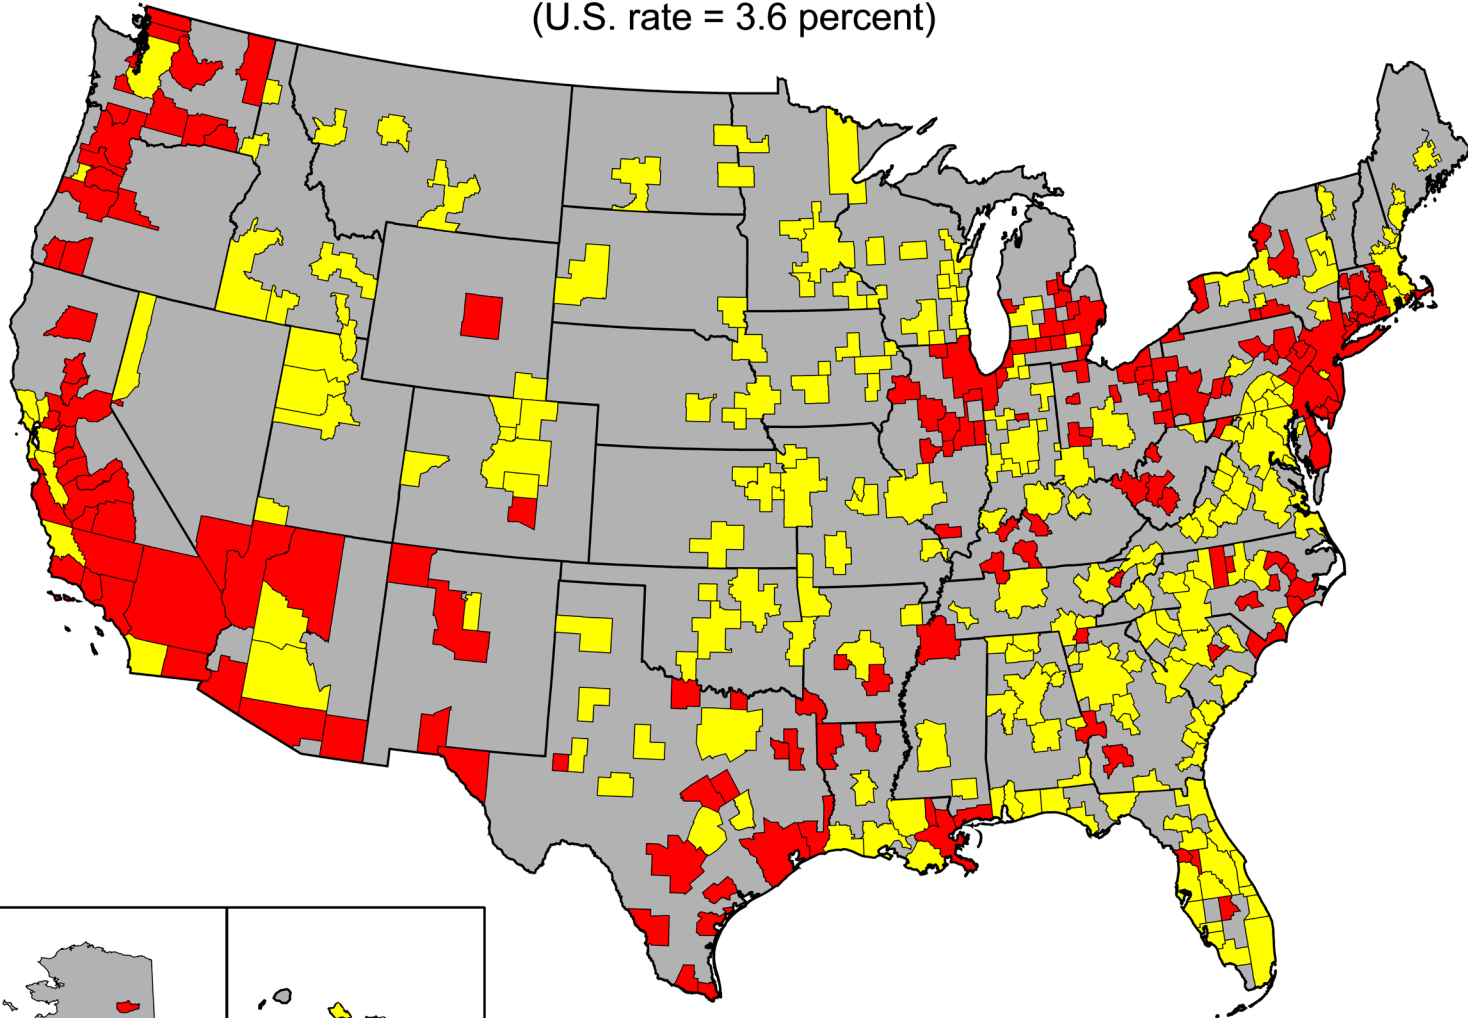 (U.S. rate = 3.6 percent)